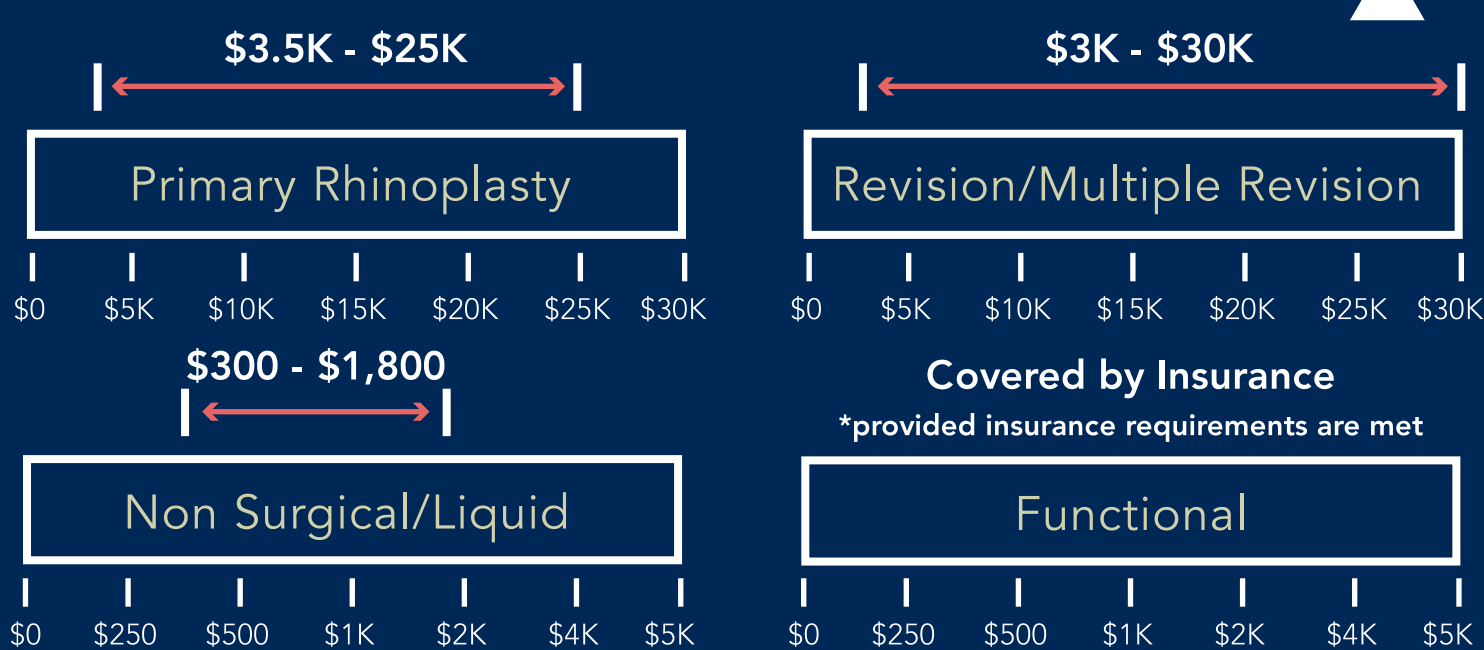 $3.5K - $25K
Primary Rhinoplasty
$0 $5K $10K $15K $20K $25K $30K
$3K - $30K
Revision/Multiple Revision
$0 $5K $10K $15K $20K $25K $30K
$300 - $1,800
Non Surgical/Liquid
$0 $250 $500 $1K $2K $4K $5K
Covered by Insurance
*provided insurance requirements are met
Functional
$0 $250 $500 $1K $2K $4K $5K